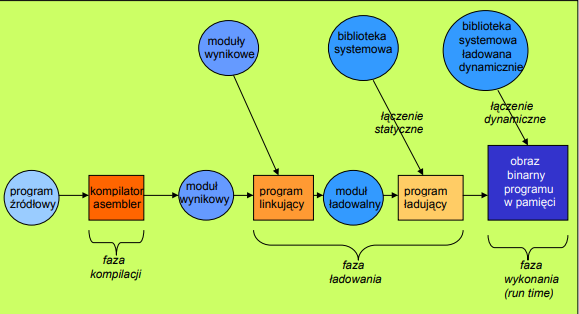 moduły
wynikowe
biblioteka
systemowa
biblioteka
systemowa
ładowana
dynamicznie
łączenie
statyczne
łączenie
dynamiczne
program
źródłowy
kompilator
asembler
moduł
wynikowy
program
linkujący
moduł
ładowalny
program
ładujący
obraz
binarny
programu
w pamięci
faza
kompilacji
faza
ładowania
faza
wykonania
(run time)